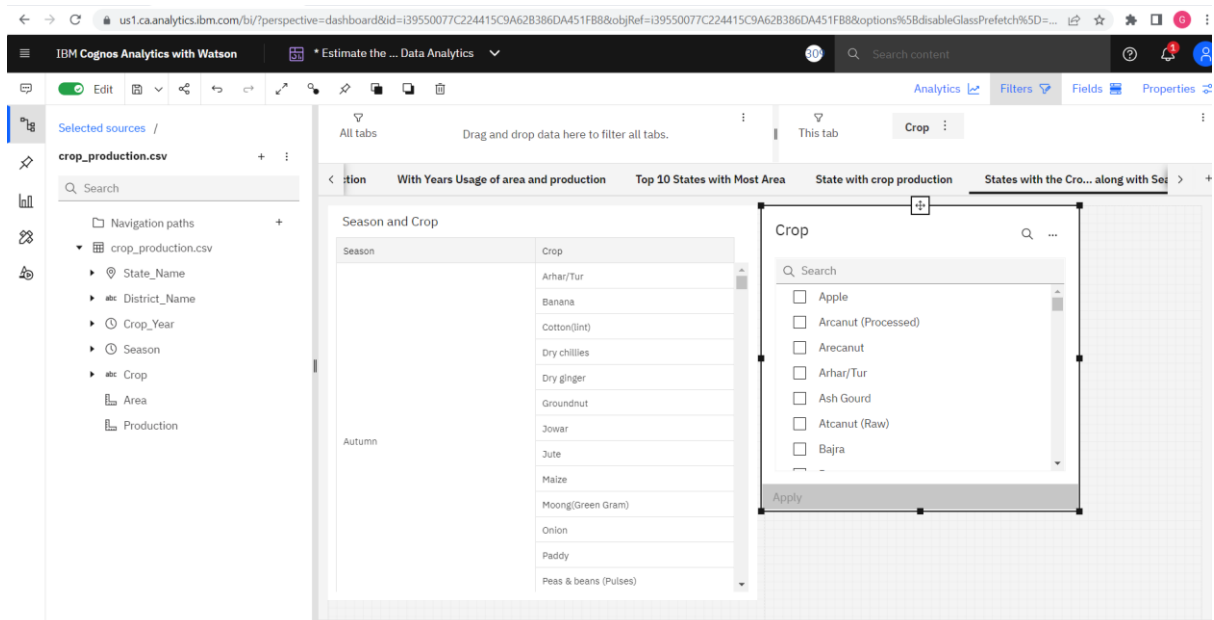 us1.ca.analytics.ibm.com/bi/?perspective=dashboard&id=i39550077C224415C9A62B386DA451FB8&objRef=i39550077C224415C9A62B386DA451FB8&options%5BdisableGlassPrefetch%5D=...
G
IBM Cognos Analytics with Watson
* Estimate the ... Data Analytics
Search content
Edit
Analytics
Filters
Fields
Properties
Selected sources /
crop_production.csv
Search
Navigation paths
crop_production.csv
State_Name
abc District_Name
Crop_Year
Season
abc Crop
Area
Production
All tabs
Drag and drop data here to filter all tabs.
This tab
Crop
With Years Usage of area and production
Top 10 States with Most Area
State with crop production
States with the Cro... along with
Season and Crop
Season
Crop
Autumn
Arhar/Tur
Banana
Cotton(lint)
Dry chillies
Dry ginger
Groundnut
Jowar
Jute
Maize
Moong(Green Gram)
Onion
Paddy
Peas & beans (Pulses)
Crop
Search
Apple
Arcanut (Processed)
Arecanut
Arhar/Tur
Ash Gourd
Atcanut (Raw)
Bajra
Apply